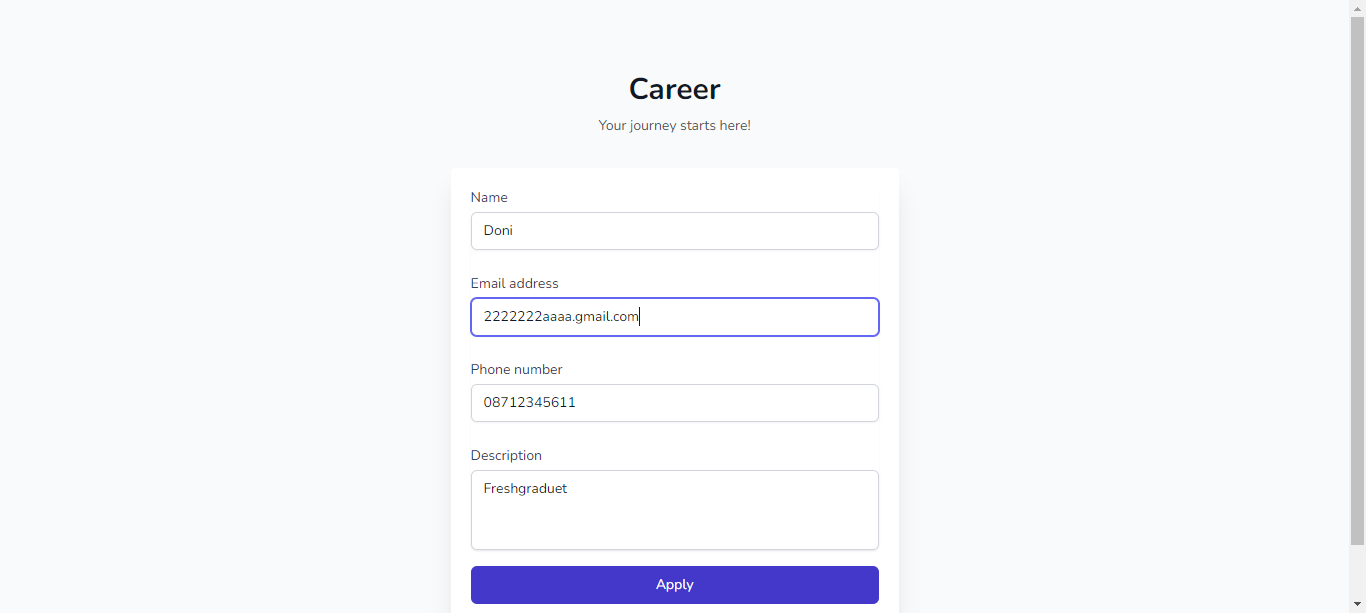 Career
Your journey starts here!
Name
Doni
Email address
2222222aaaa.gmail.com
Phone number
08712345611
Description
Freshgraduet
Apply